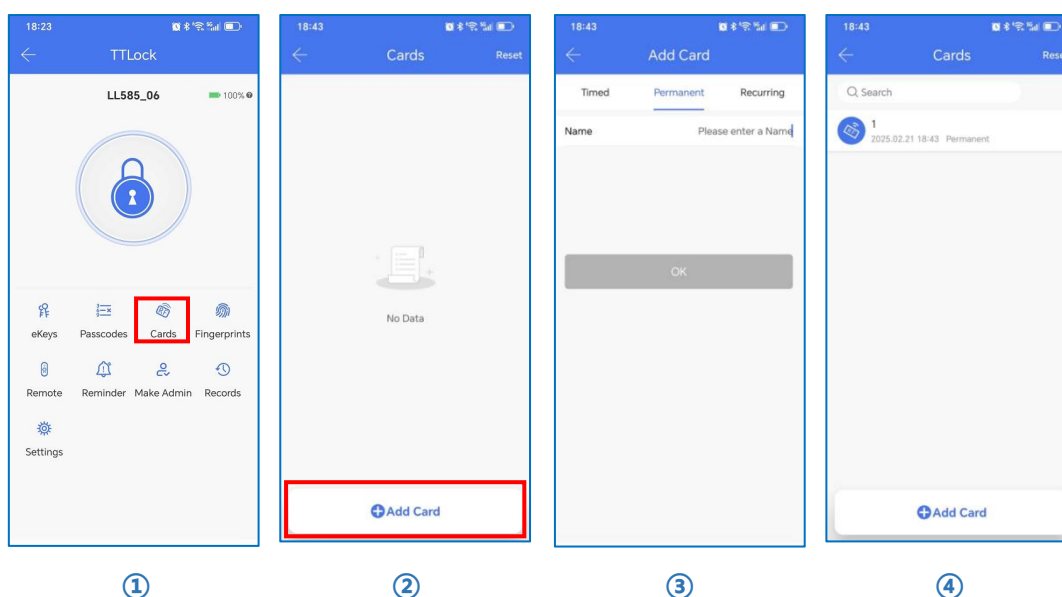 18:23
TTLock
LL585_06
100%
eKeys
Passcodes
Cards
Fingerprints
Remote
Reminder
Make Admin
Records
Settings
①
18:43
Cards
Reset
No Data
Add Card
②
18:43
Add Card
Timed
Permanent
Recurring
Name
Please enter a Name
OK
③
18:43
Cards
Rese
Search
1
2025.02.21 18:43 Permanent
Add Card
④